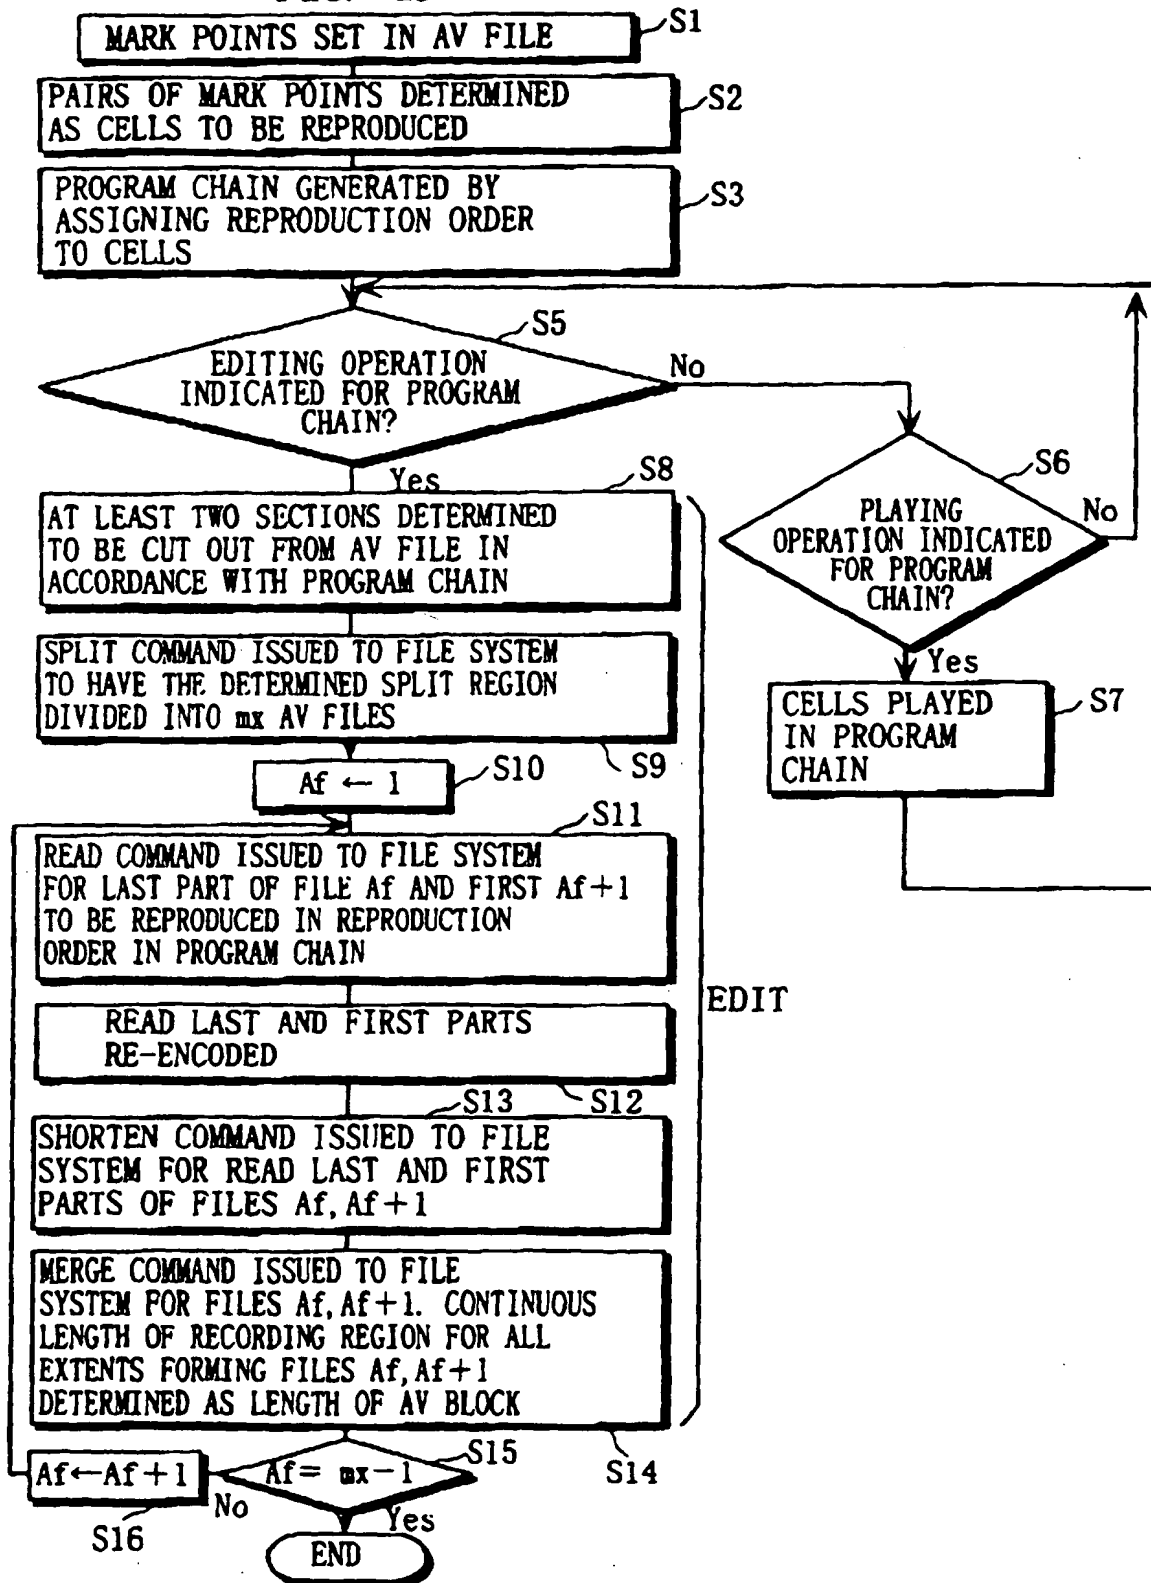 MARK POINTS SET IN AV FILE
S1
PAIRS OF MARK POINTS DETERMINED
AS CELLS TO BE REPRODUCED
S2
PROGRAM CHAIN GENERATED BY
ASSIGNING REPRODUCTION ORDER
TO CELLS
S3
S5
EDITING OPERATION
INDICATED FOR PROGRAM
CHAIN?
No
Yes
S6
PLAYING
OPERATION INDICATED
FOR PROGRAM
CHAIN?
No
Yes
S7
CELLS PLAYED
IN PROGRAM
CHAIN
S8
AT LEAST TWO SECTIONS DETERMINED
TO BE CUT OUT FROM AV FILE IN
ACCORDANCE WITH PROGRAM CHAIN
SPLIT COMMAND ISSUED TO FILE SYSTEM
TO HAVE THE DETERMINED SPLIT REGION
DIVIDED INTO mx AV FILES
S9
Af ← 1
S10
S11
READ COMMAND ISSUED TO FILE SYSTEM
FOR LAST PART OF FILE Af AND FIRST Af+1
TO BE REPRODUCED IN REPRODUCTION
ORDER IN PROGRAM CHAIN
EDIT
READ LAST AND FIRST PARTS
RE-ENCODED
S12
S13
SHORTEN COMMAND ISSUED TO FILE
SYSTEM FOR READ LAST AND FIRST
PARTS OF FILES Af, Af+1
MERGE COMMAND ISSUED TO FILE
SYSTEM FOR FILES Af, Af+1. CONTINUOUS
LENGTH OF RECORDING REGION FOR ALL
EXTENTS FORMING FILES Af, Af+1
DETERMINED AS LENGTH OF AV BLOCK
S14
S15
Af= mx-1
No
Yes
Af←Af+1
S16
END